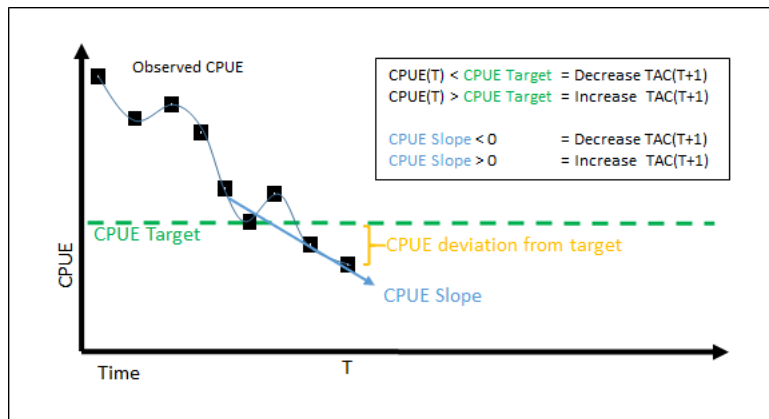 Observed CPUE
CPUE(T) < CPUE Target = Decrease TAC(T+1)
CPUE(T) > CPUE Target = Increase TAC(T+1)
CPUE Slope < 0 = Decrease TAC(T+1)
CPUE Slope > 0 = Increase TAC(T+1)
CPUE Target
CPUE deviation from target
CPUE
CPUE Slope
Time
T